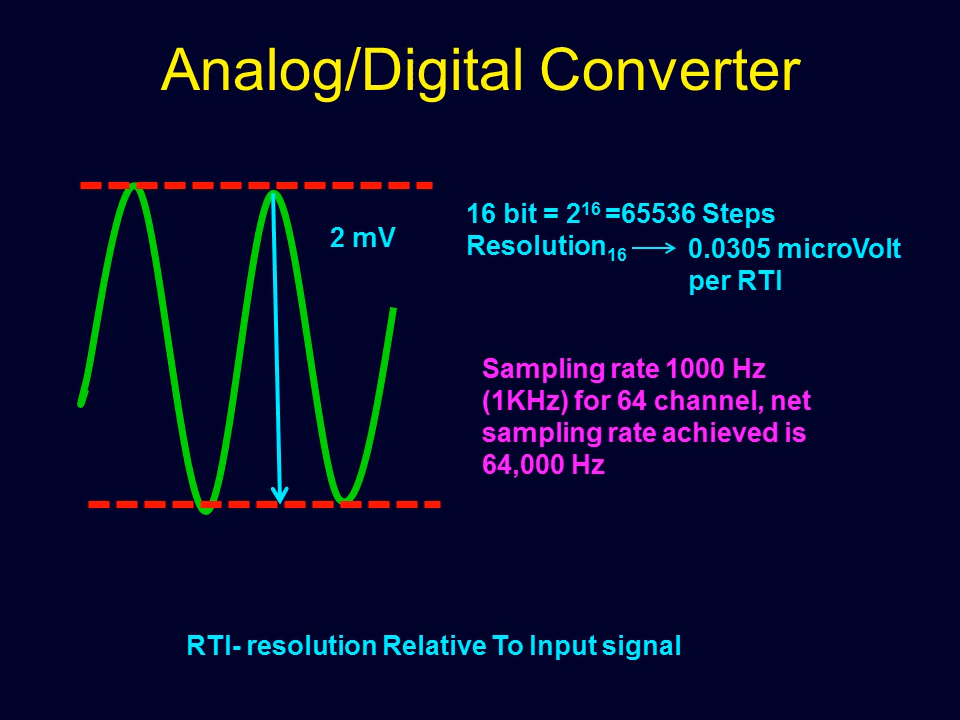 Analog/Digital Converter
2 mV
16 bit = 2¹⁶ =65536 Steps
Resolution₁₆
0.0305 microVolt
per RTI
Sampling rate 1000 Hz
(1KHz) for 64 channel, net
sampling rate achieved is
64,000 Hz
RTI- resolution Relative To Input signal